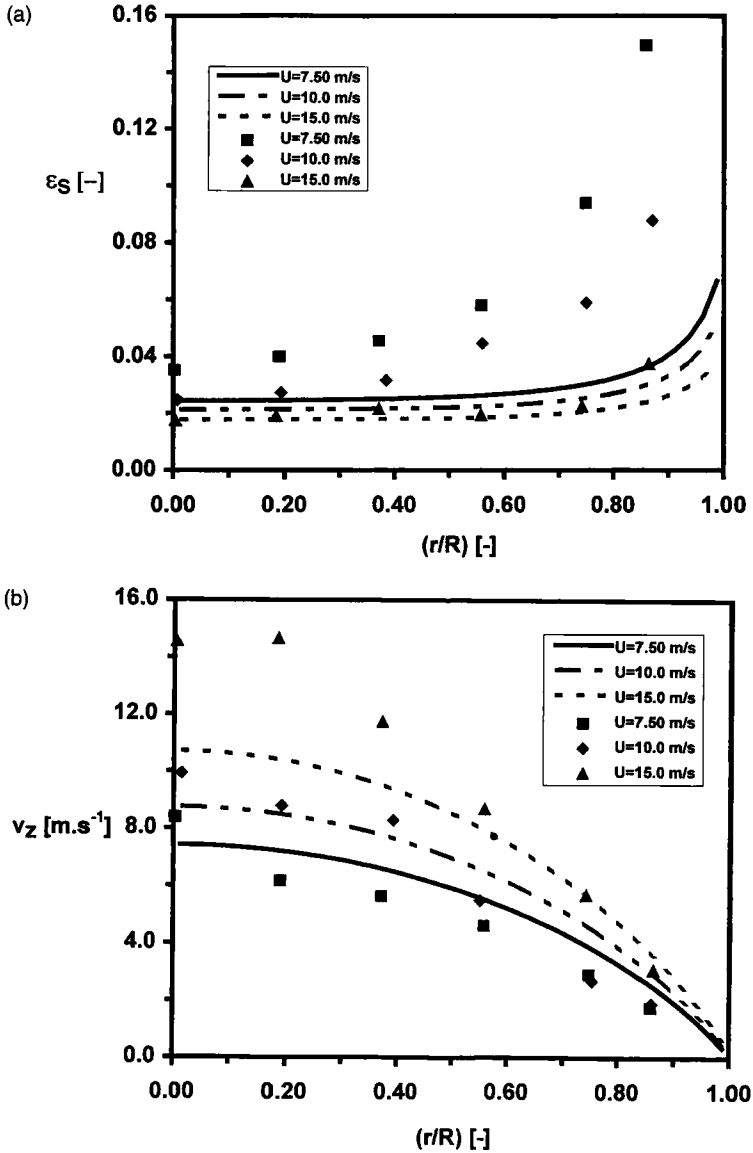 (a)
0.16
0.12
εS [–]
0.08
0.04
0.00
U=7.50 m/s
U=10.0 m/s
U=15.0 m/s
U=7.50 m/s
U=10.0 m/s
U=15.0 m/s
0.00 0.20 0.40 0.60 0.80 1.00
(r/R) [-]
(b)
16.0
12.0
vz [m.s-1]
8.0
4.0
0.0
U=7.50 m/s
U=10.0 m/s
U=15.0 m/s
U=7.50 m/s
U=10.0 m/s
U=15.0 m/s
0.00 0.20 0.40 0.60 0.80 1.00
(r/R) [-]